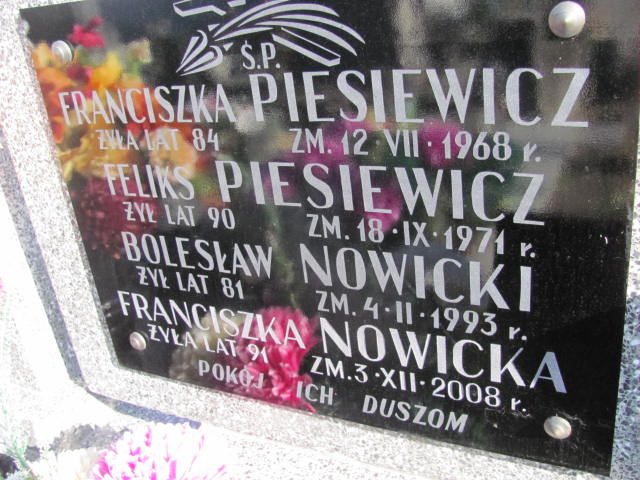 Ś.P.
FRANCISZKA PIESIEWICZ
ŻYŁA LAT 84 ZM. 12·VII·1968 r.
FELIKS PIESIEWICZ
ŻYŁ LAT 90 ZM. 18·IX·1971 r.
BOLESŁAW NOWICKI
ŻYŁ LAT 81 ZM. 4·II·1993 r.
FRANCISZKA NOWICKA
ŻYŁA LAT 91 ZM. 3·XII·2008 r.
POKÓJ ICH DUSZOM